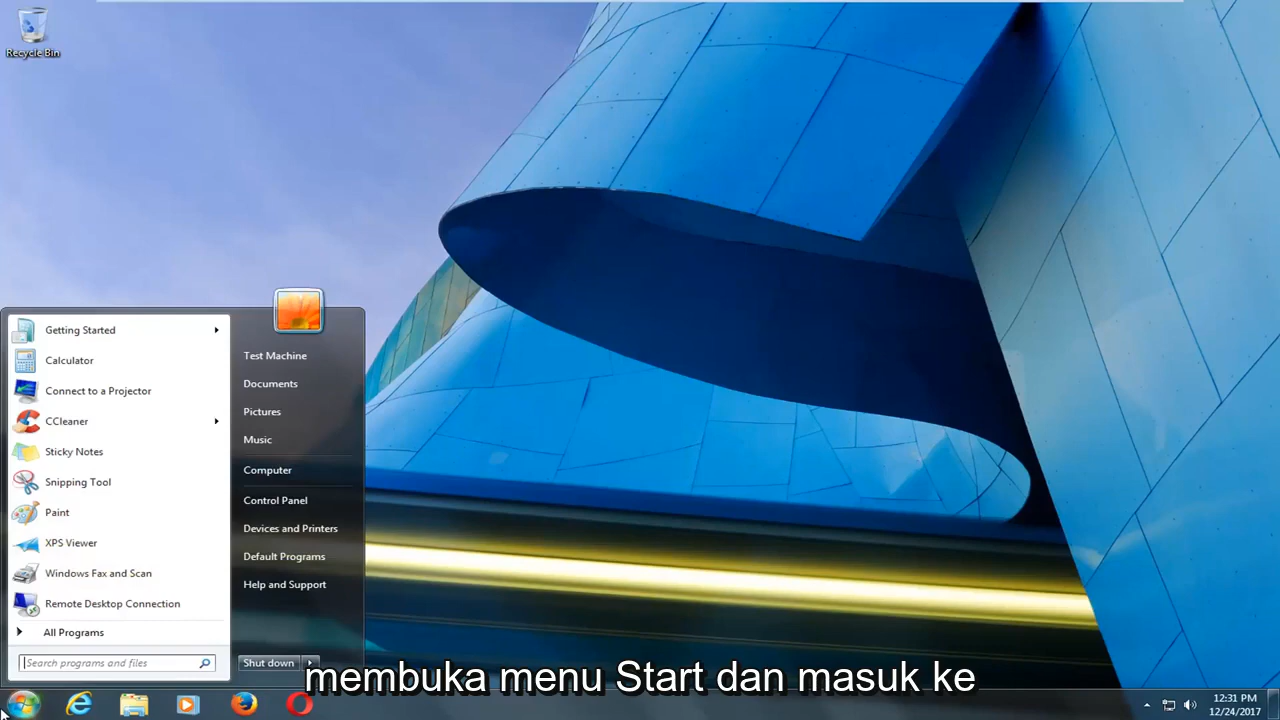 Recycle Bin
Getting Started
Calculator
Connect to a Projector
CCleaner
Sticky Notes
Snipping Tool
Paint
XPS Viewer
Windows Fax and Scan
Remote Desktop Connection
All Programs
Search programs and files
Test Machine
Documents
Pictures
Music
Computer
Control Panel
Devices and Printers
Default Programs
Help and Support
Shut down
membuka menu Start dan masuk ke
12:31 PM
12/24/2017